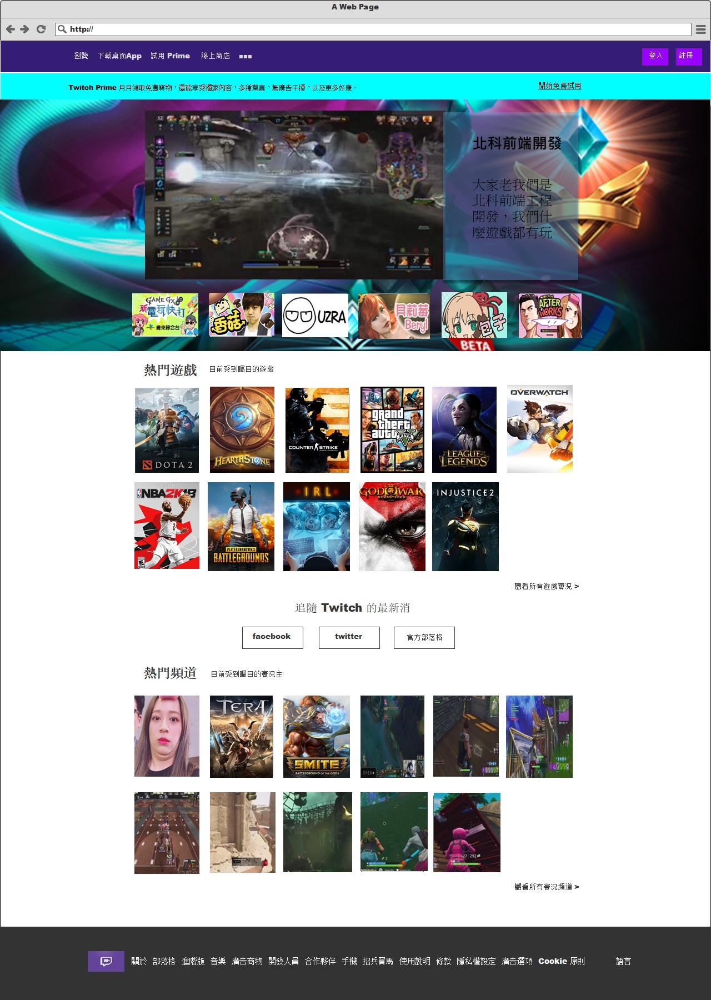 A Web Page
http://
瀏覽 下載桌面App 試用 Prime 線上商店 ▪▪▪ 登入 註冊
Twitch Prime 月月領取免費寶物，還能享受獨家內容，多種驚喜，無廣告干擾，以及更多好康。 開始免費試用
北科前端開發
大家老我們是
北科前端工程
開發，我們什
麼遊戲都有玩
GAME GX
新電玩快打
緯來綜合台
香菇
UZRA
貝莉莓
Beryl
包子
AFTER
WORKS
BETA
熱門遊戲 目前受到矚目的遊戲
DOTA 2
HEARTHSTONE
COUNTER STRIKE
grand
theft
auto
FIVE
LEAGUE
LEGENDS
OVERWATCH
NBA2K18
PLAYERUNKNOWN'S
BATTLEGROUNDS
IRL
GOD OF WAR
REMASTERED
INJUSTICE 2
觀看所有遊戲實況 >
追隨 Twitch 的最新消
facebook twitter 官方部落格
熱門頻道 目前受到矚目的實況主
TERA
SMITE
BATTLEGROUND OF THE GODS
OMEN
觀看所有實況頻道 >
關於 部落格 進階版 音樂 廣告商物 開發人員 合作夥伴 手機 招兵買馬 使用說明 條款 隱私權設定 廣告選項 Cookie 原則 語言